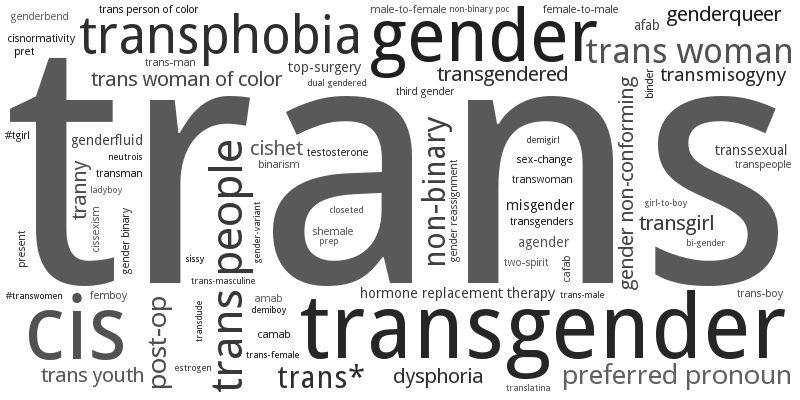 genderbend
trans person of color
male-to-female
non-binary poc
female-to-male
afab
genderqueer
cisnormativity
transphobia
gender
trans woman
pret
trans-man
trans woman of color
top-surgery
dual gendered
transgendered
third gender
binder
transmisogyny
trans
#tgirl
genderfluid
neutrois
transman
tranny
ladyboy
cissexism
gender binary
present
trans people
cishet
binarism
testosterone
gender-variant
closeted
shemale
prep
sissy
trans-masculine
non-binary
gender reassignment
demigirl
sex-change
transwoman
misgender
transgenders
agender
two-spirit
cafab
gender non-conforming
transsexual
transpeople
girl-to-boy
transgirl
bi-gender
#transwomen
femboy
cis
post-op
transdude
amab
demiboy
camab
trans-female
estrogen
trans youth
hormone replacement therapy
trans-male
trans-boy
transgender
trans*
dysphoria
translatina
preferred pronoun